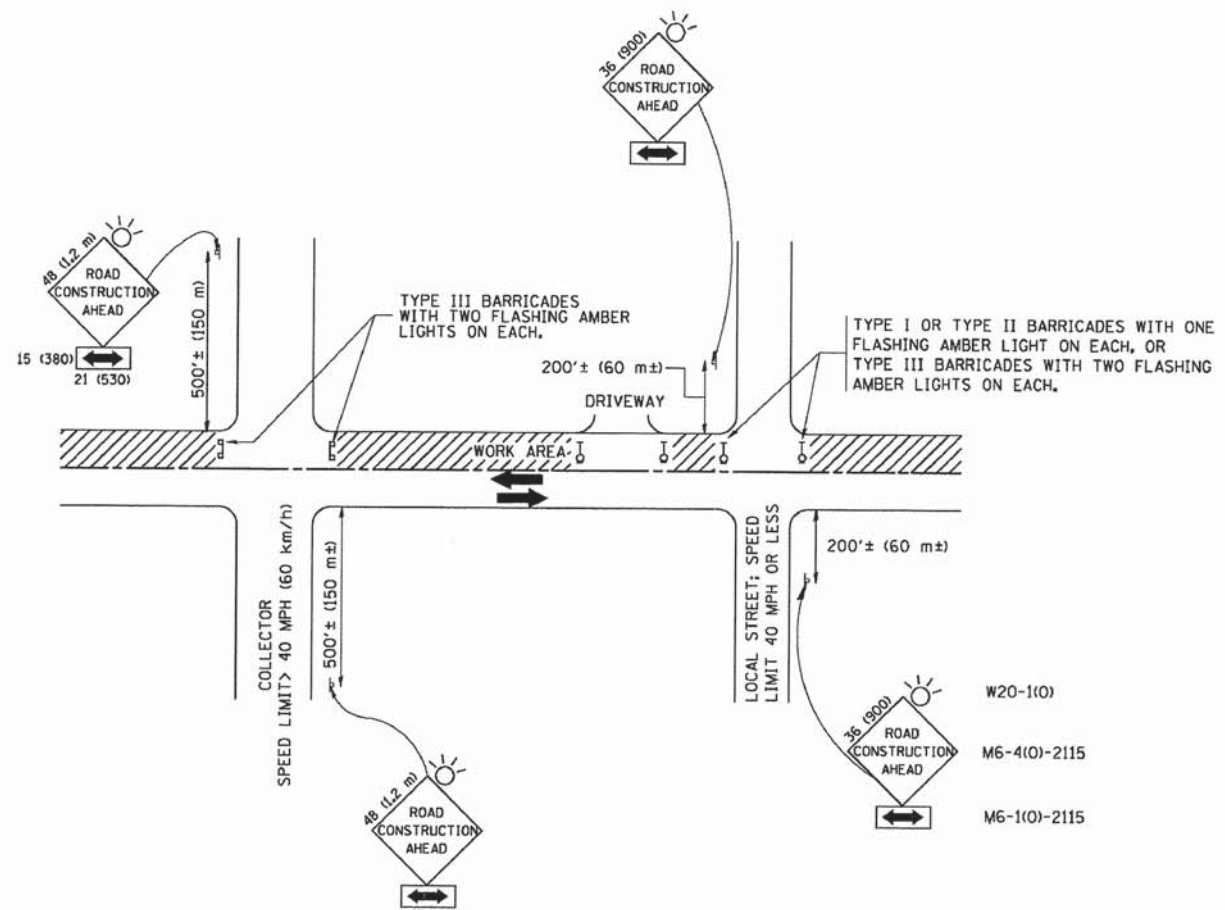 36 (900)
ROAD
CONSTRUCTION
AHEAD
48 (1.2 m)
ROAD
CONSTRUCTION
AHEAD
15 (380)
21 (530)
500'± (150 m)
TYPE III BARRICADES
WITH TWO FLASHING AMBER
LIGHTS ON EACH.
200'± (60 m±)
DRIVEWAY
TYPE I OR TYPE II BARRICADES WITH ONE
FLASHING AMBER LIGHT ON EACH, OR
TYPE III BARRICADES WITH TWO FLASHING
AMBER LIGHTS ON EACH.
WORK AREA
COLLECTOR
SPEED LIMIT> 40 MPH (60 km/h)
500'± (150 m±)
LOCAL STREET; SPEED
LIMIT 40 MPH OR LESS
200'± (60 m±)
48 (1.2 m)
ROAD
CONSTRUCTION
AHEAD
36 (900)
ROAD
CONSTRUCTION
AHEAD
W20-1(O)
M6-4(O)-2115
M6-1(O)-2115